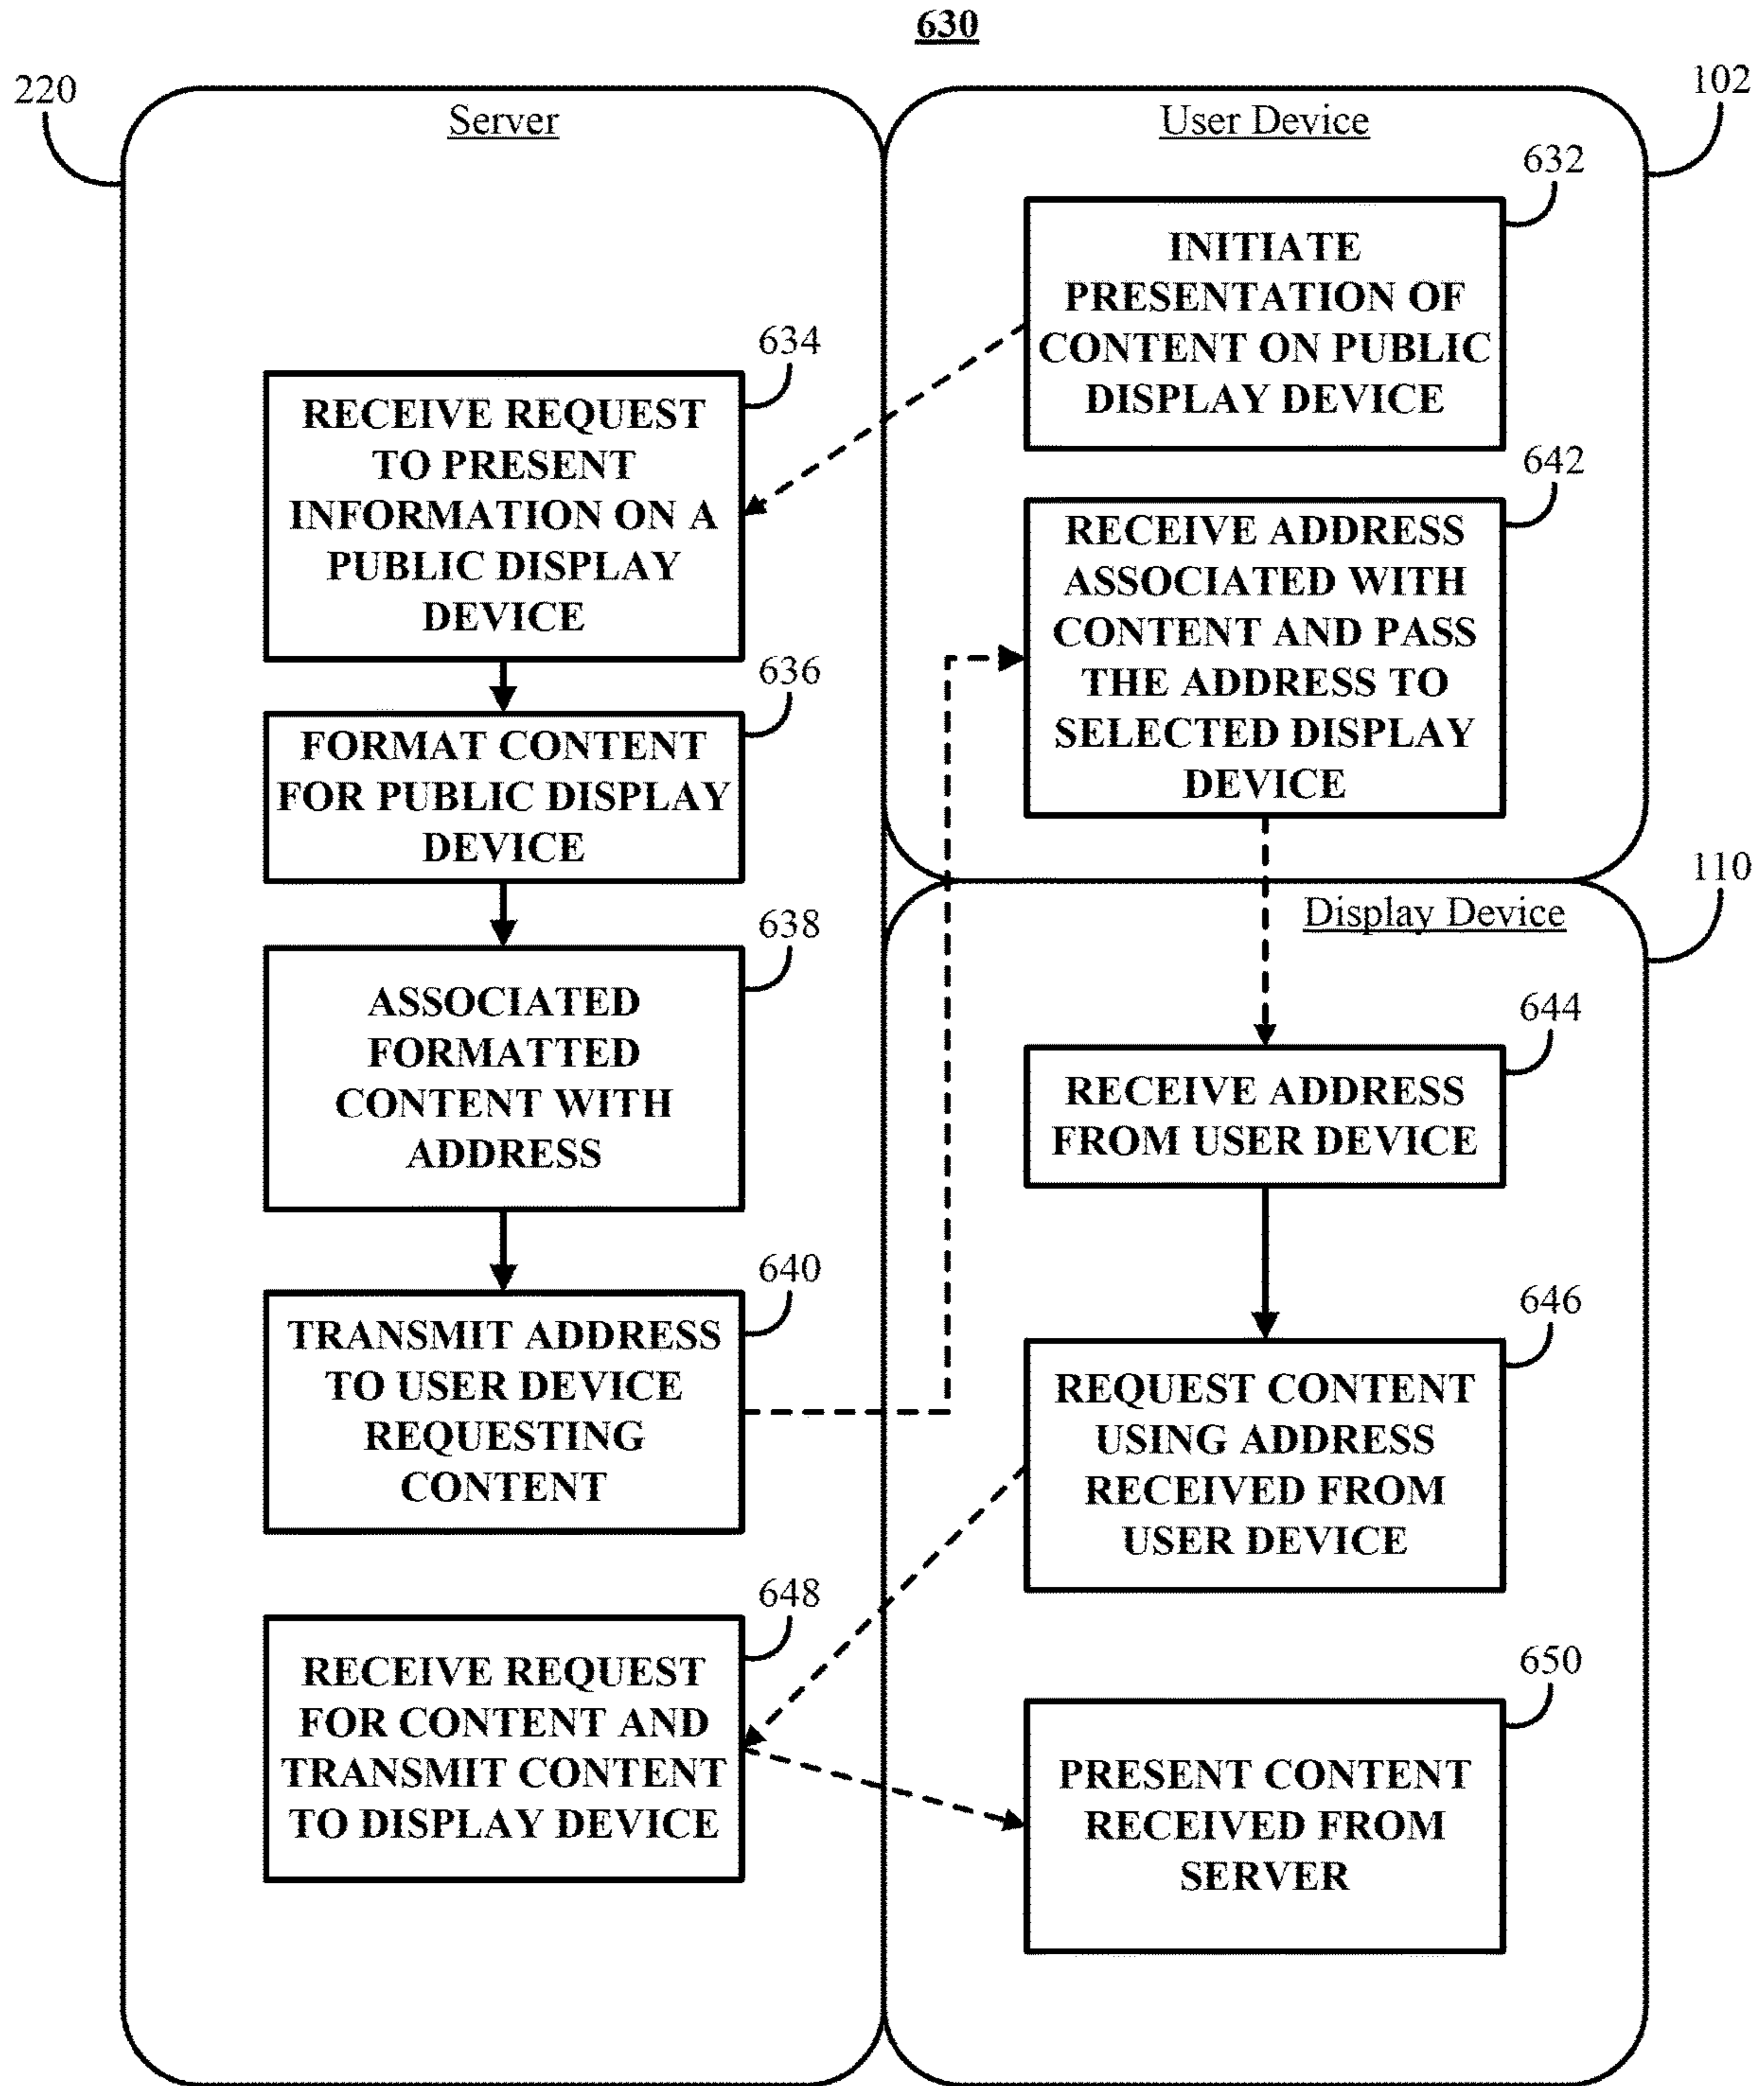 630
220
Server
User Device
102
632
INITIATE
PRESENTATION OF
CONTENT ON PUBLIC
DISPLAY DEVICE
634
RECEIVE REQUEST
TO PRESENT
INFORMATION ON A
PUBLIC DISPLAY
DEVICE
642
RECEIVE ADDRESS
ASSOCIATED WITH
CONTENT AND PASS
THE ADDRESS TO
SELECTED DISPLAY
DEVICE
636
FORMAT CONTENT
FOR PUBLIC DISPLAY
DEVICE
110
Display Device
638
ASSOCIATED
FORMATTED
CONTENT WITH
ADDRESS
644
RECEIVE ADDRESS
FROM USER DEVICE
640
TRANSMIT ADDRESS
TO USER DEVICE
REQUESTING
CONTENT
646
REQUEST CONTENT
USING ADDRESS
RECEIVED FROM
USER DEVICE
648
RECEIVE REQUEST
FOR CONTENT AND
TRANSMIT CONTENT
TO DISPLAY DEVICE
650
PRESENT CONTENT
RECEIVED FROM
SERVER